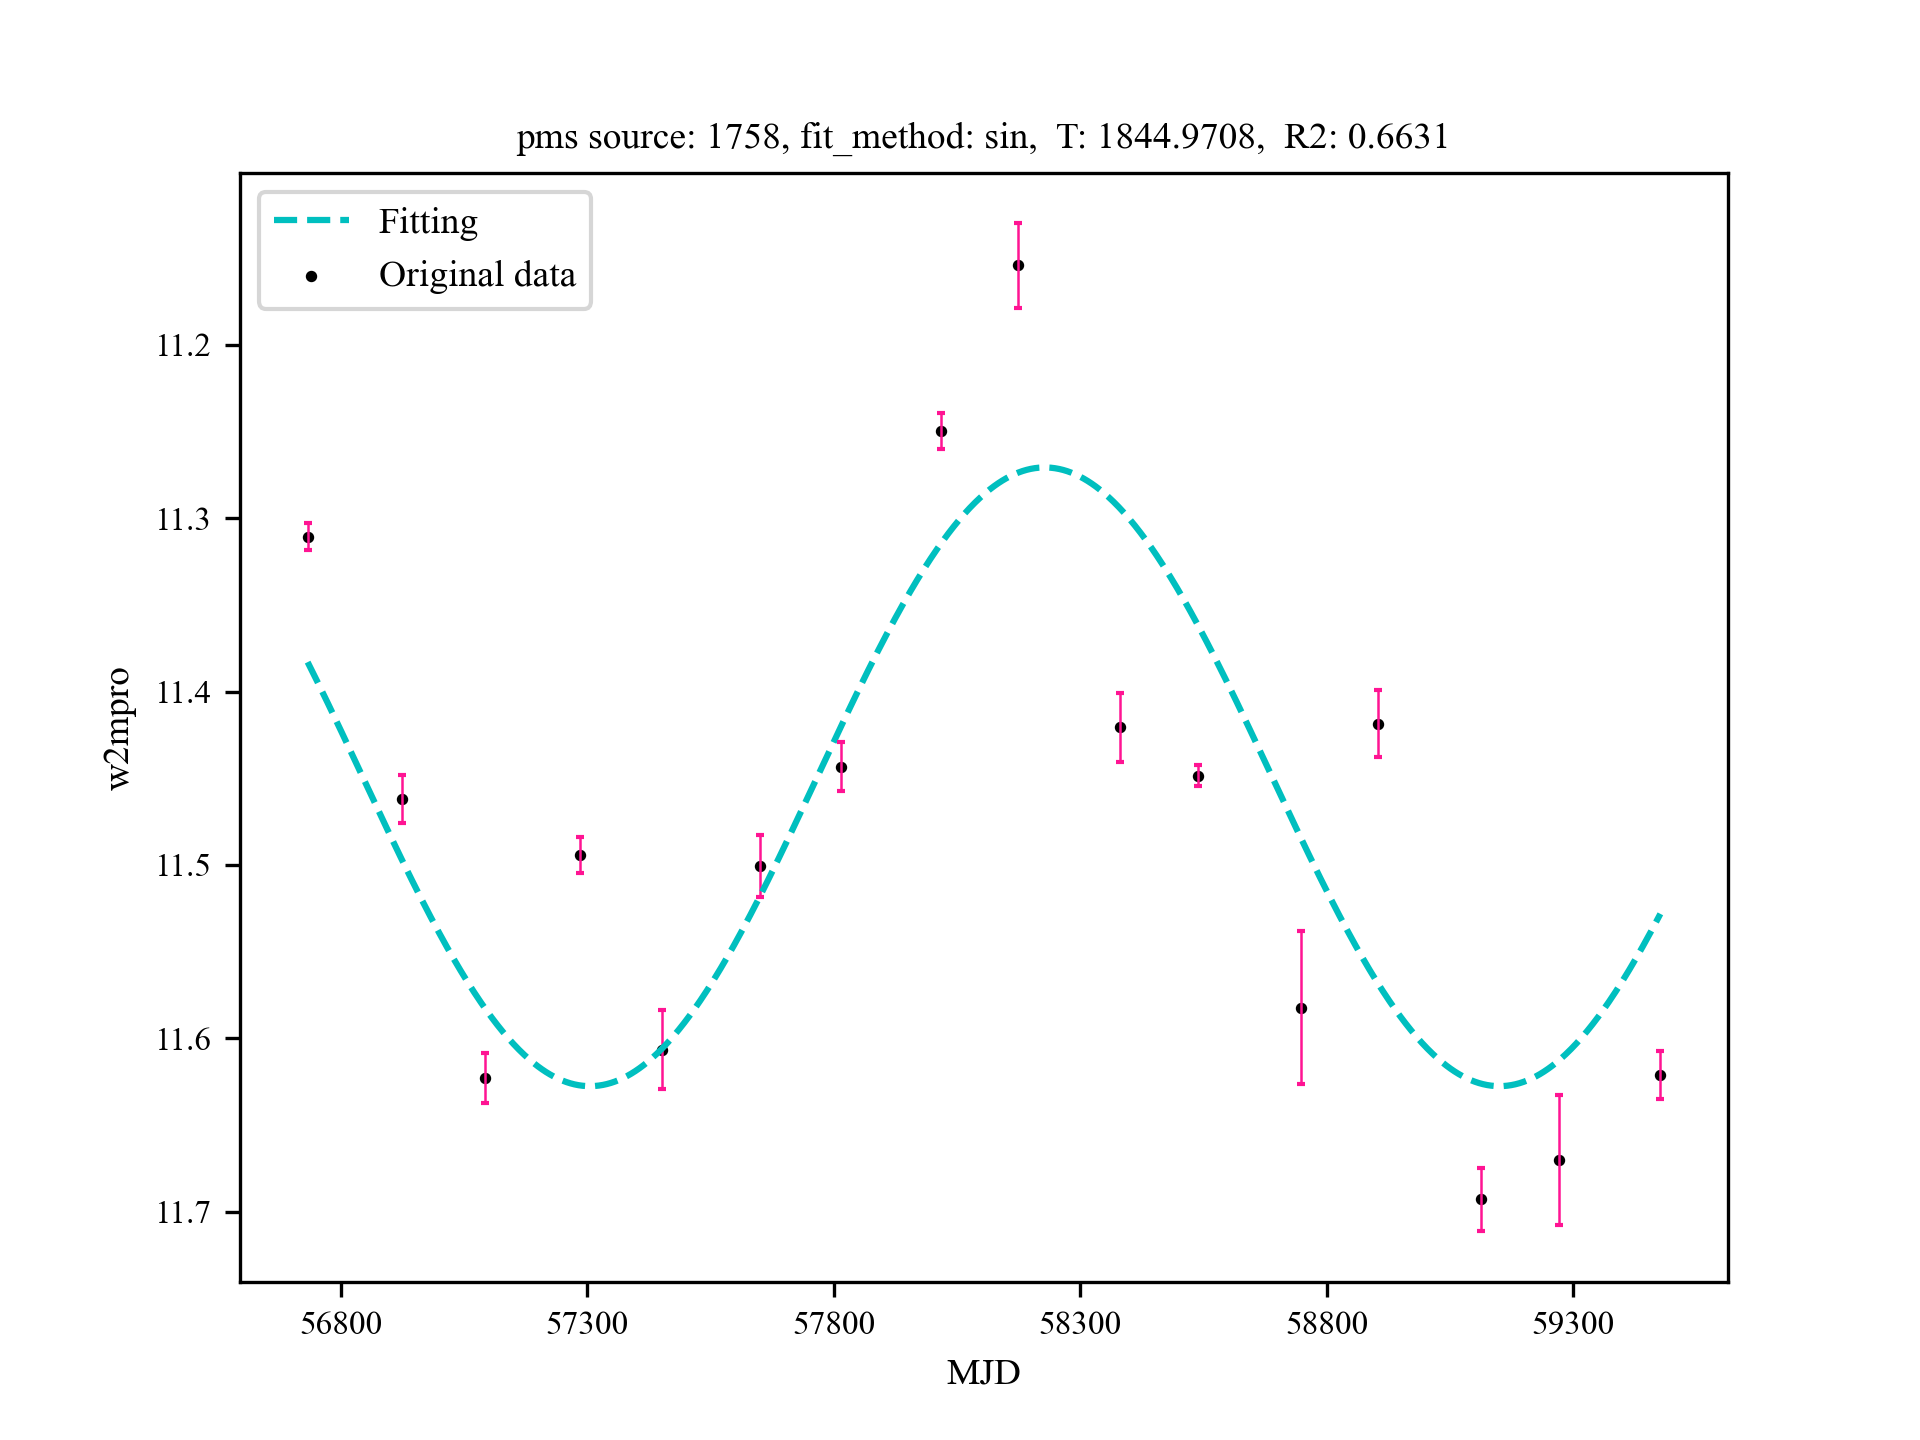 pms source: 1758, fit_method: sin,  T: 1844.9708,  R2: 0.6631
Fitting
Original data
11.2
11.3
11.4
11.5
11.6
11.7
w2mpro
56800 57300 57800 58300 58800 59300
MJD